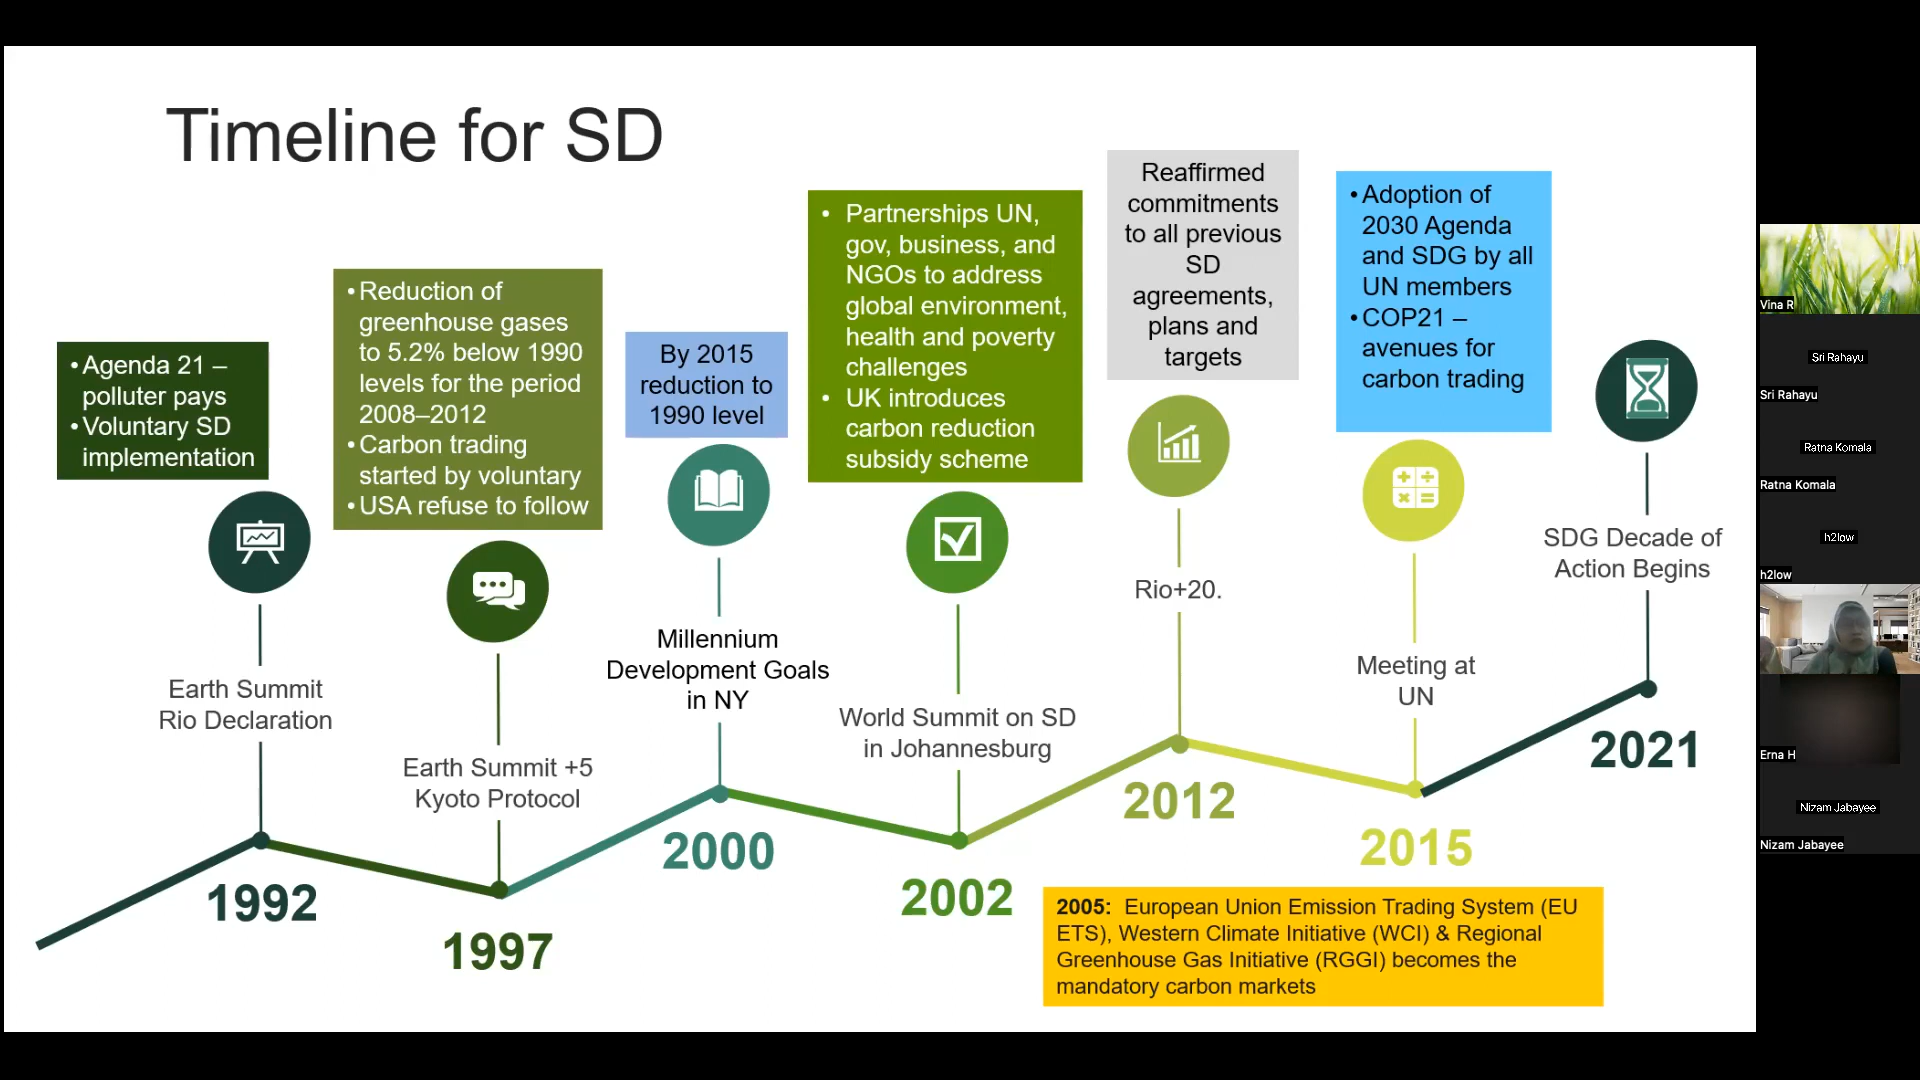 Timeline for SD
• Agenda 21 –
polluter pays
• Voluntary SD
implementation
Earth Summit
Rio Declaration
1992
• Reduction of
greenhouse gases
to 5.2% below 1990
levels for the period
2008–2012
• Carbon trading
started by voluntary
• USA refuse to follow
Earth Summit +5
Kyoto Protocol
1997
By 2015
reduction to
1990 level
Millennium
Development Goals
in NY
2000
• Partnerships UN,
gov, business, and
NGOs to address
global environment,
health and poverty
challenges
• UK introduces
carbon reduction
subsidy scheme
World Summit on SD
in Johannesburg
2002
Reaffirmed
commitments
to all previous
SD
agreements,
plans and
targets
Rio+20.
2012
• Adoption of
2030 Agenda
and SDG by all
UN members
• COP21 –
avenues for
carbon trading
Meeting at
UN
2015
SDG Decade of
Action Begins
2021
2005: European Union Emission Trading System (EU
ETS), Western Climate Initiative (WCI) & Regional
Greenhouse Gas Initiative (RGGI) becomes the
mandatory carbon markets
Vina R
Sri Rahayu
Sri Rahayu
Ratna Komala
Ratna Komala
h2low
h2low
Erna H
Nizam Jabayee
Nizam Jabayee